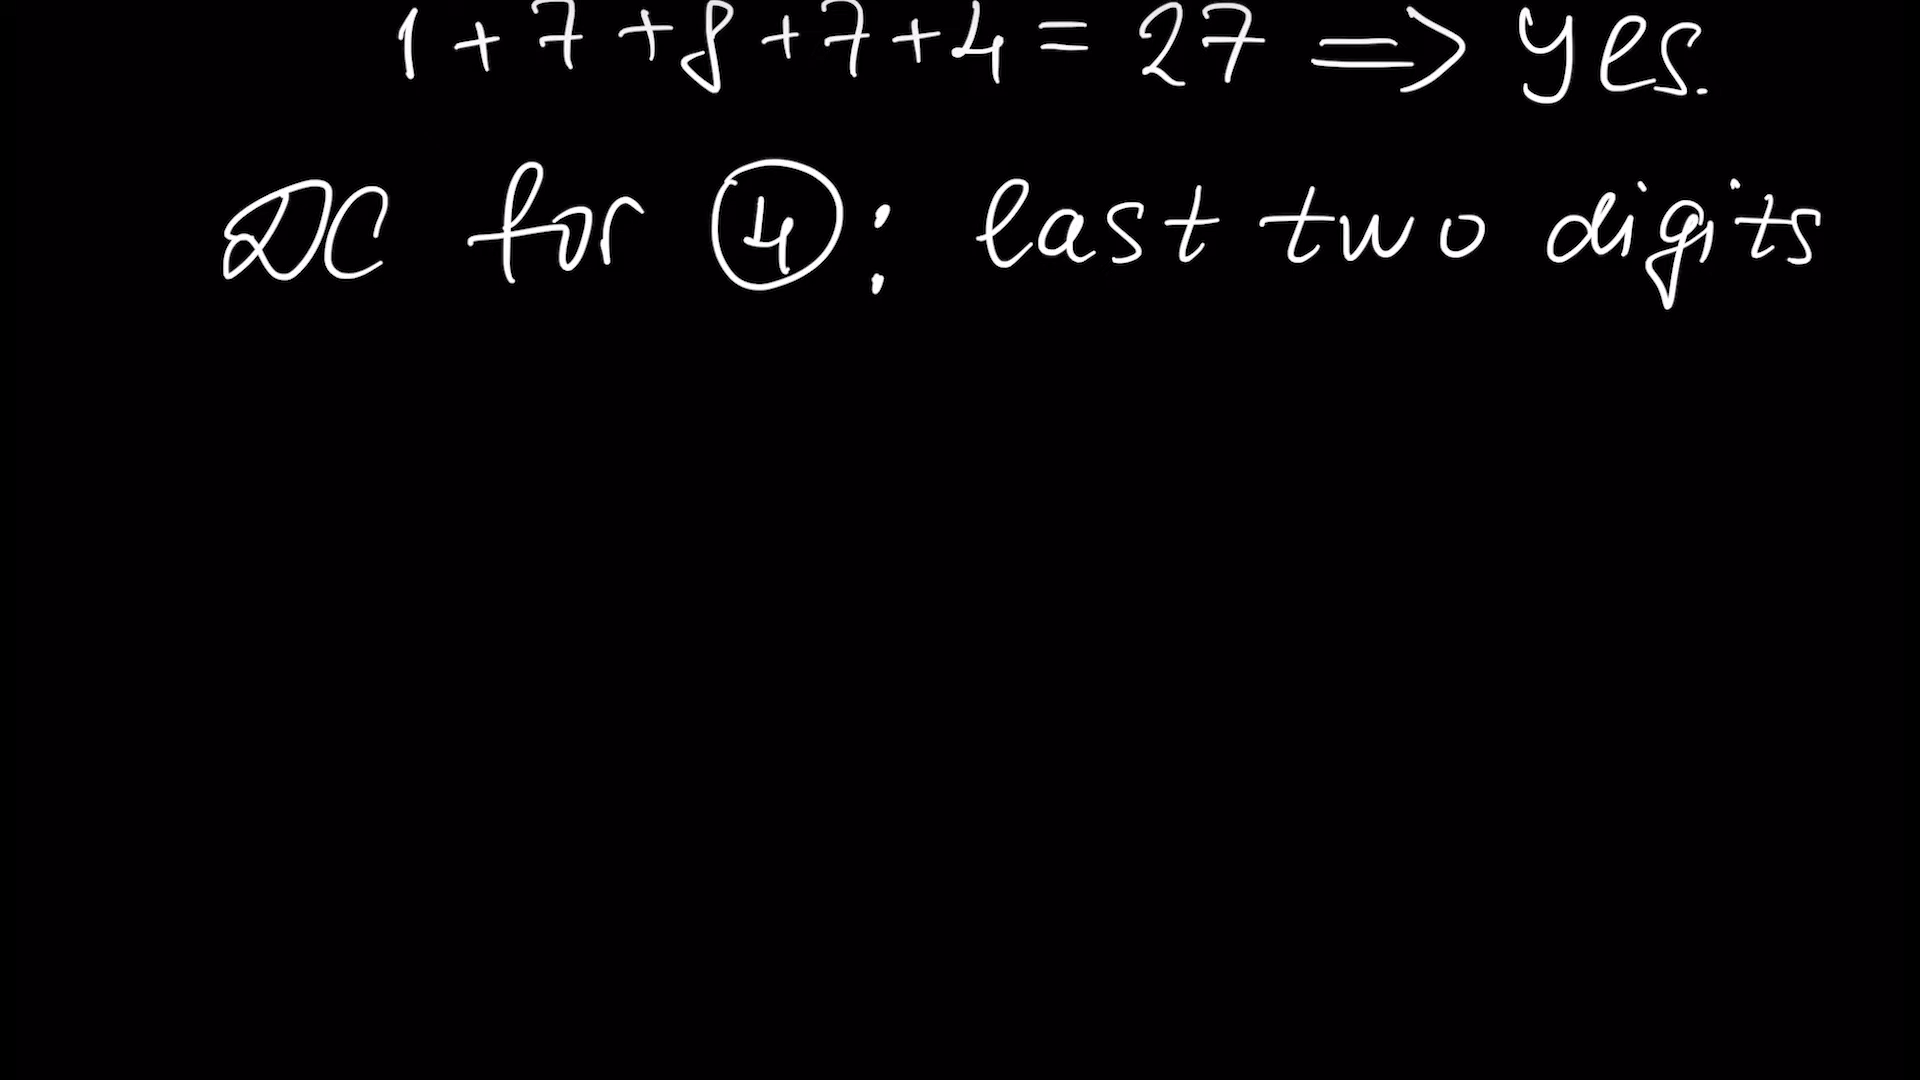 1+7+8+7+4=27 => yes.
DC for 4: last two digits